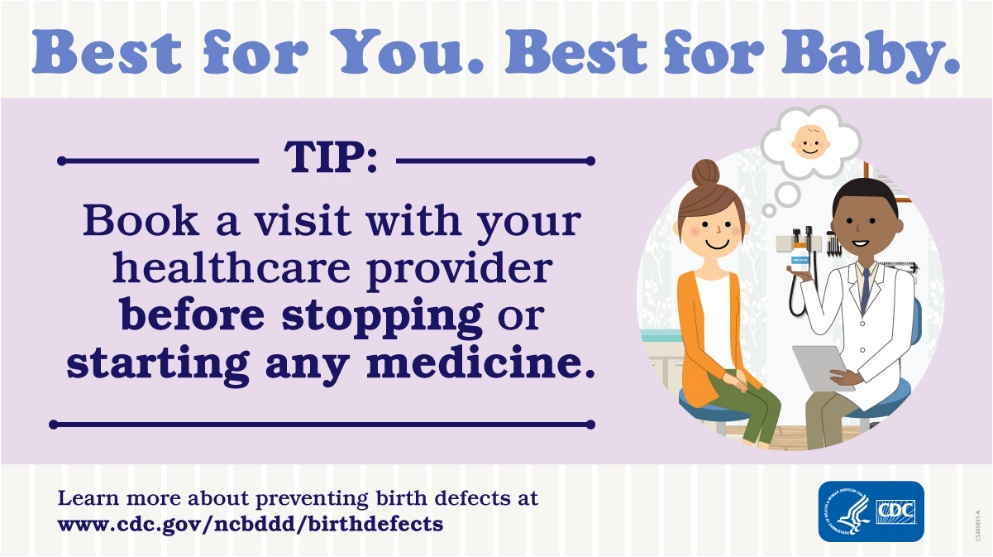 Best for You. Best for Baby.
TIP:
Book a visit with your
healthcare provider
before stopping or
starting any medicine.
Learn more about preventing birth defects at
www.cdc.gov/ncbddd/birthdefects
CDC